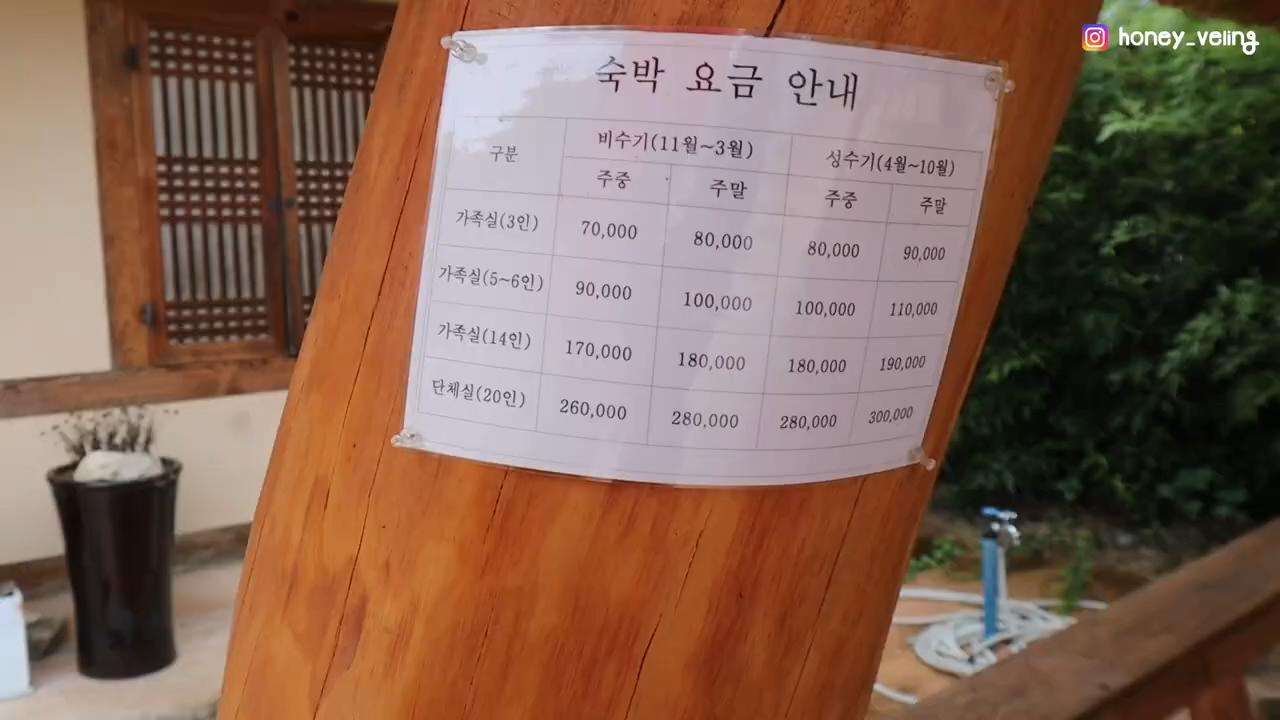 honey_veling
숙박 요금 안내
구분 비수기(11월~3월) 성수기(4월~10월)
주중 주말 주중 주말
가족실(3인) 70,000 80,000 80,000 90,000
가족실(5~6인) 90,000 100,000 100,000 110,000
가족실(14인) 170,000 180,000 180,000 190,000
단체실(20인) 260,000 280,000 280,000 300,000